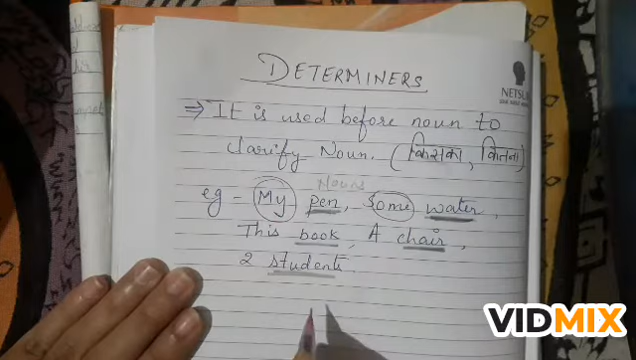 DETERMINERS
NETSU
⇒ It is used before noun to
clarify Noun. (किसका, कितना)
Nouns
eg - My pen, Some water,
This book, A chair,
2 students.
VIDMIX